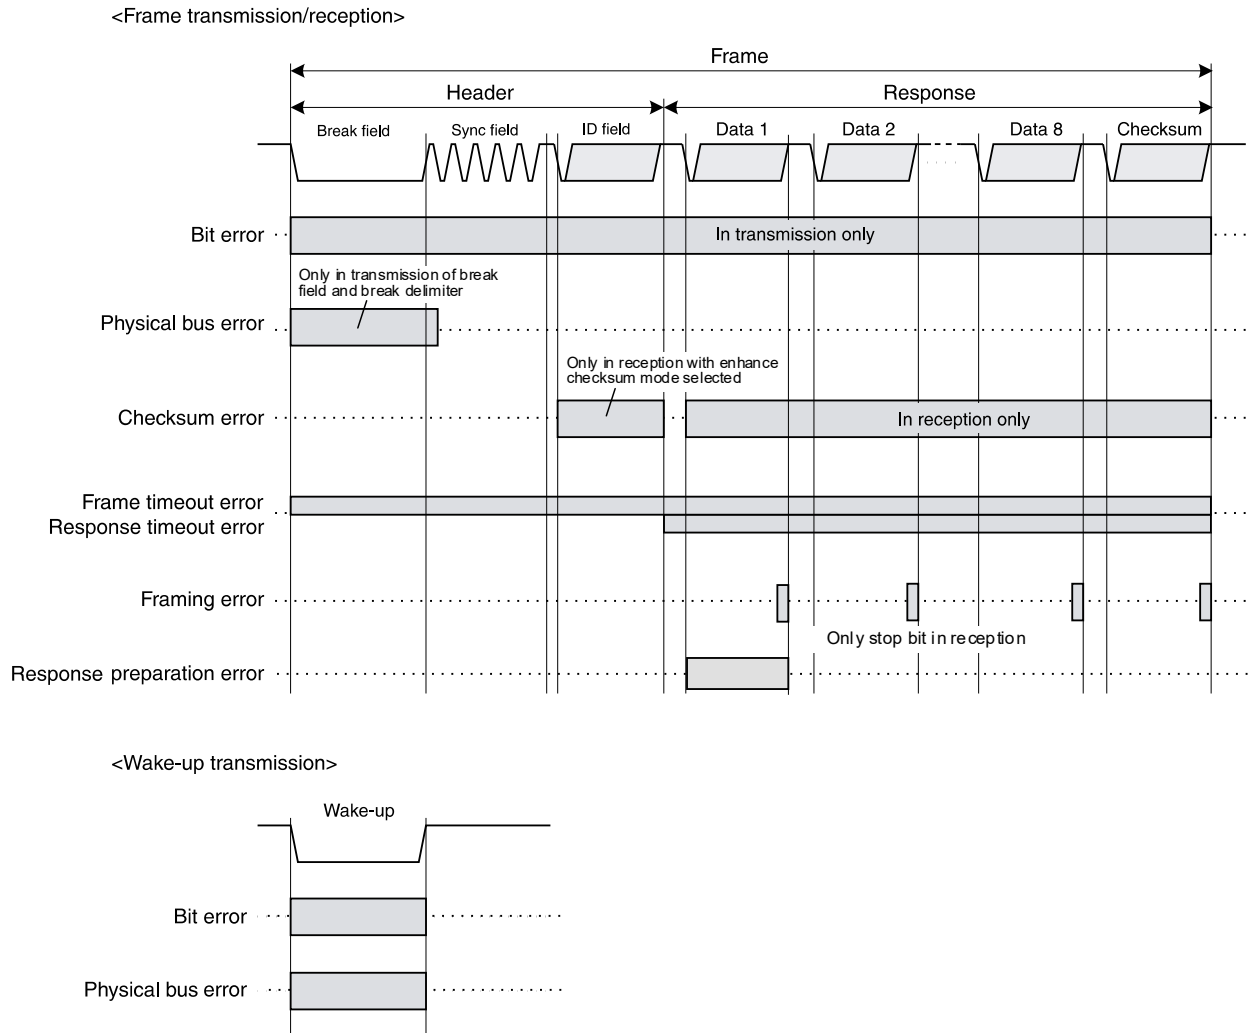 <Frame transmission/reception>
Frame
Header
Response
Break field
Sync field
ID field
Data 1
Data 2
Data 8
Checksum
Bit error
In transmission only
Only in transmission of break
field and break delimiter
Physical bus error
Only in reception with enhance
checksum mode selected
Checksum error
In reception only
Frame timeout error
Response timeout error
Framing error
Only stop bit in reception
Response preparation error
<Wake-up transmission>
Wake-up
Bit error
Physical bus error